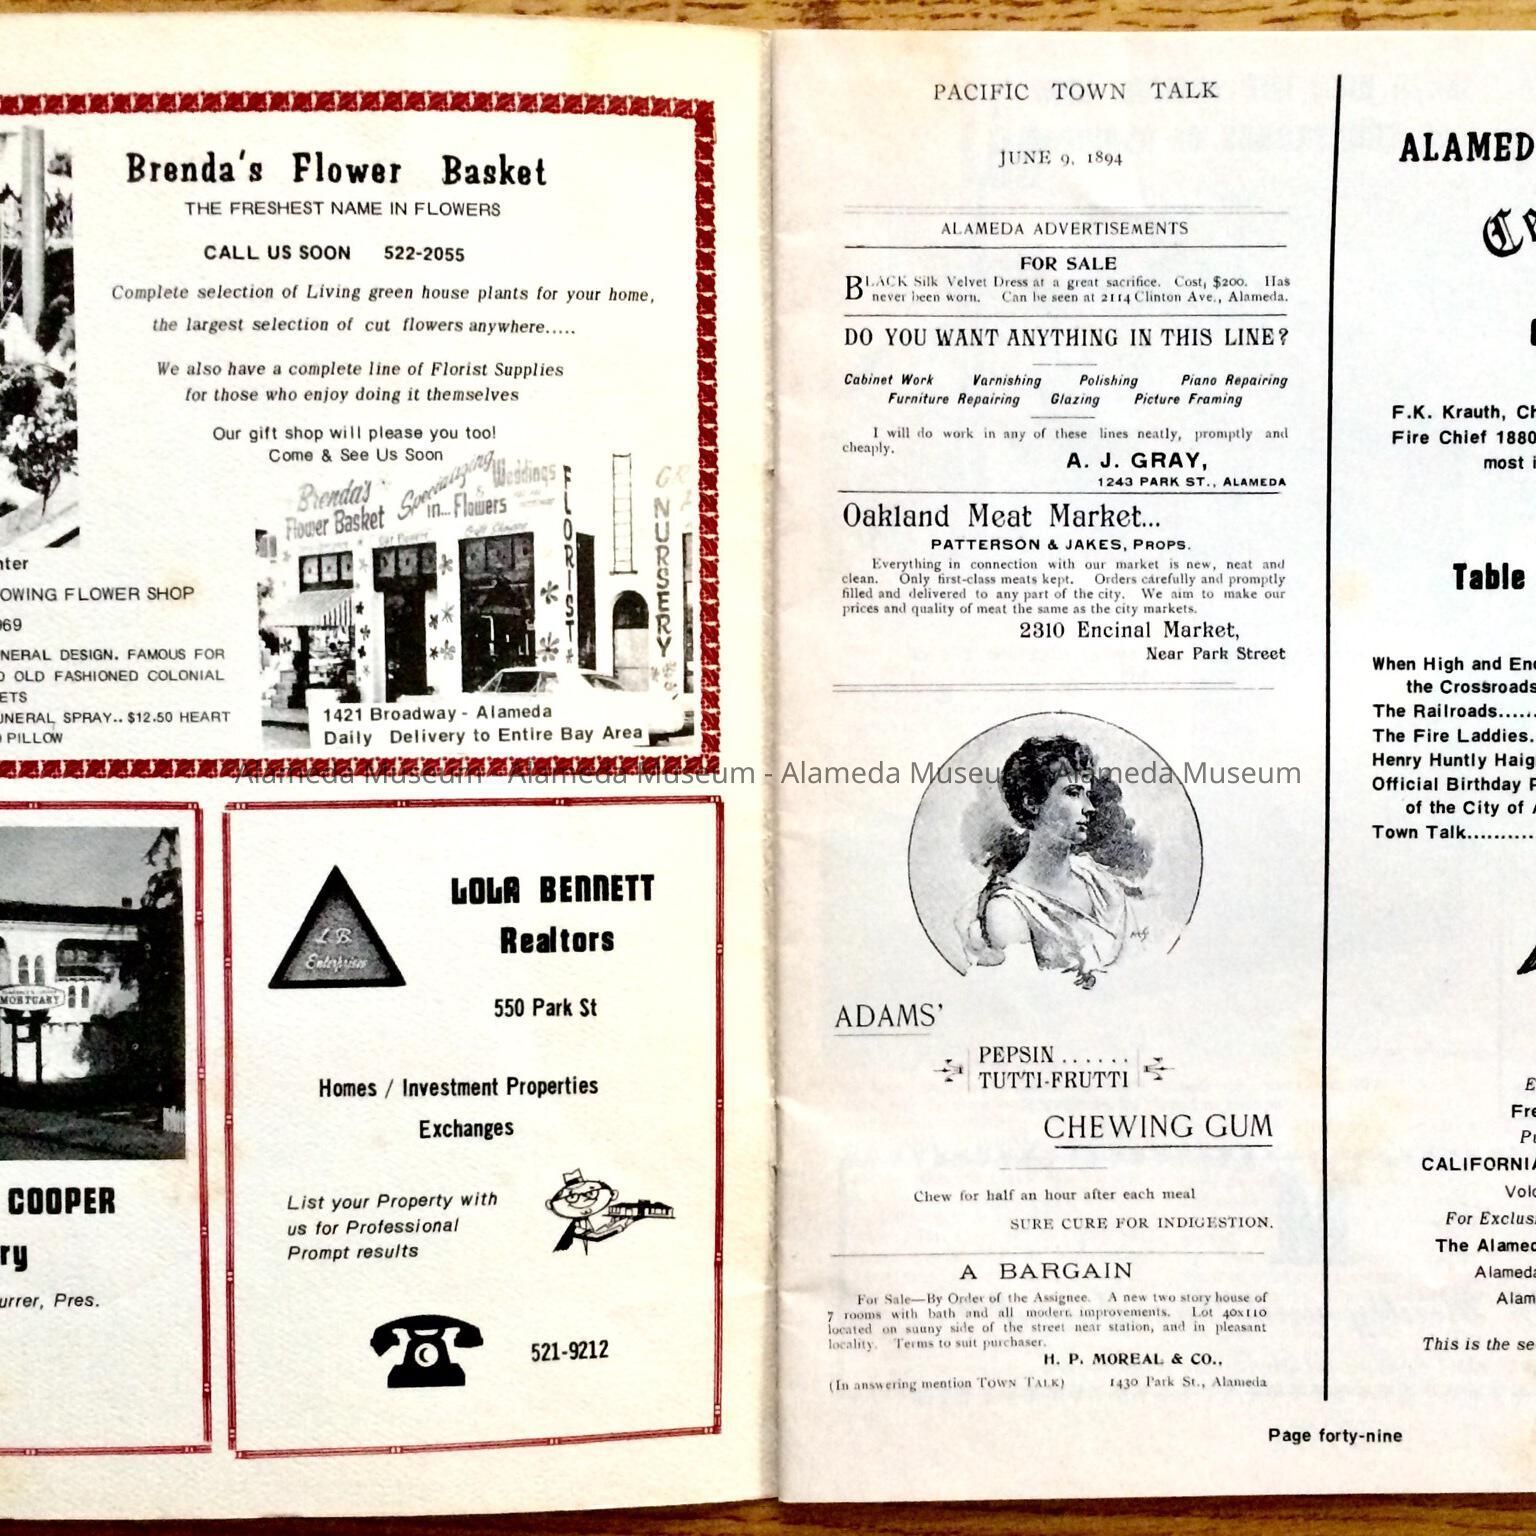 Brenda's Flower Basket
THE FRESHEST NAME IN FLOWERS
CALL US SOON 522-2055
Complete selection of Living green house plants for your home,
the largest selection of cut flowers anywhere.....
We also have a complete line of Florist Supplies
for those who enjoy doing it themselves
Our gift shop will please you too!
Come & See Us Soon
Brenda's
Flower Basket
Specializing
in... Flowers
Weddings
FLORIST
NURSERY
1421 Broadway - Alameda
Daily Delivery to Entire Bay Area
nter
OWING FLOWER SHOP
969
NERAL DESIGN. FAMOUS FOR
O OLD FASHIONED COLONIAL
ETS
UNERAL SPRAY.. $12.50 HEART
PILLOW
MORTUARY
COOPER
ry
urrer, Pres.
LB
Enterprises
LOLA BENNETT
Realtors
550 Park St
Homes / Investment Properties
Exchanges
List your Property with
us for Professional
Prompt results
521-9212
PACIFIC TOWN TALK
JUNE 9, 1894
ALAMEDA ADVERTISEMENTS
FOR SALE
BLACK Silk Velvet Dress at a great sacrifice. Cost, $200. Has
never been worn. Can be seen at 2114 Clinton Ave., Alameda.
DO YOU WANT ANYTHING IN THIS LINE?
Cabinet Work Varnishing Polishing Piano Repairing
Furniture Repairing Glazing Picture Framing
I will do work in any of these lines neatly, promptly and
cheaply.
A. J. GRAY,
1243 PARK ST., ALAMEDA
Oakland Meat Market...
PATTERSON & JAKES, PROPS.
Everything in connection with our market is new, neat and
clean. Only first-class meats kept. Orders carefully and promptly
filled and delivered to any part of the city. We aim to make our
prices and quality of meat the same as the city markets.
2310 Encinal Market,
Near Park Street
ADAMS'
PEPSIN ......
TUTTI-FRUTTI
CHEWING GUM
Chew for half an hour after each meal
SURE CURE FOR INDIGESTION.
A BARGAIN
For Sale—By Order of the Assignee. A new two story house of
7 rooms with bath and all modern improvements. Lot 40x110
located on sunny side of the street near station, and in pleasant
locality. Terms to suit purchaser.
H. P. MOREAL & CO.,
(In answering mention TOWN TALK) 1430 Park St., Alameda
Page forty-nine
ALAMED
F.K. Krauth, Ch
Fire Chief 1880
most i
Table
When High and Enc
the Crossroads
The Railroads.....
The Fire Laddies.
Henry Huntly Haig
Official Birthday P
of the City of A
Town Talk..........
E
Fre
Pu
CALIFORNIA
Volc
For Exclus
The Alamed
Alameda
Alam
This is the se
Alameda Museum - Alameda Museum - Alameda Museum - Alameda Museum